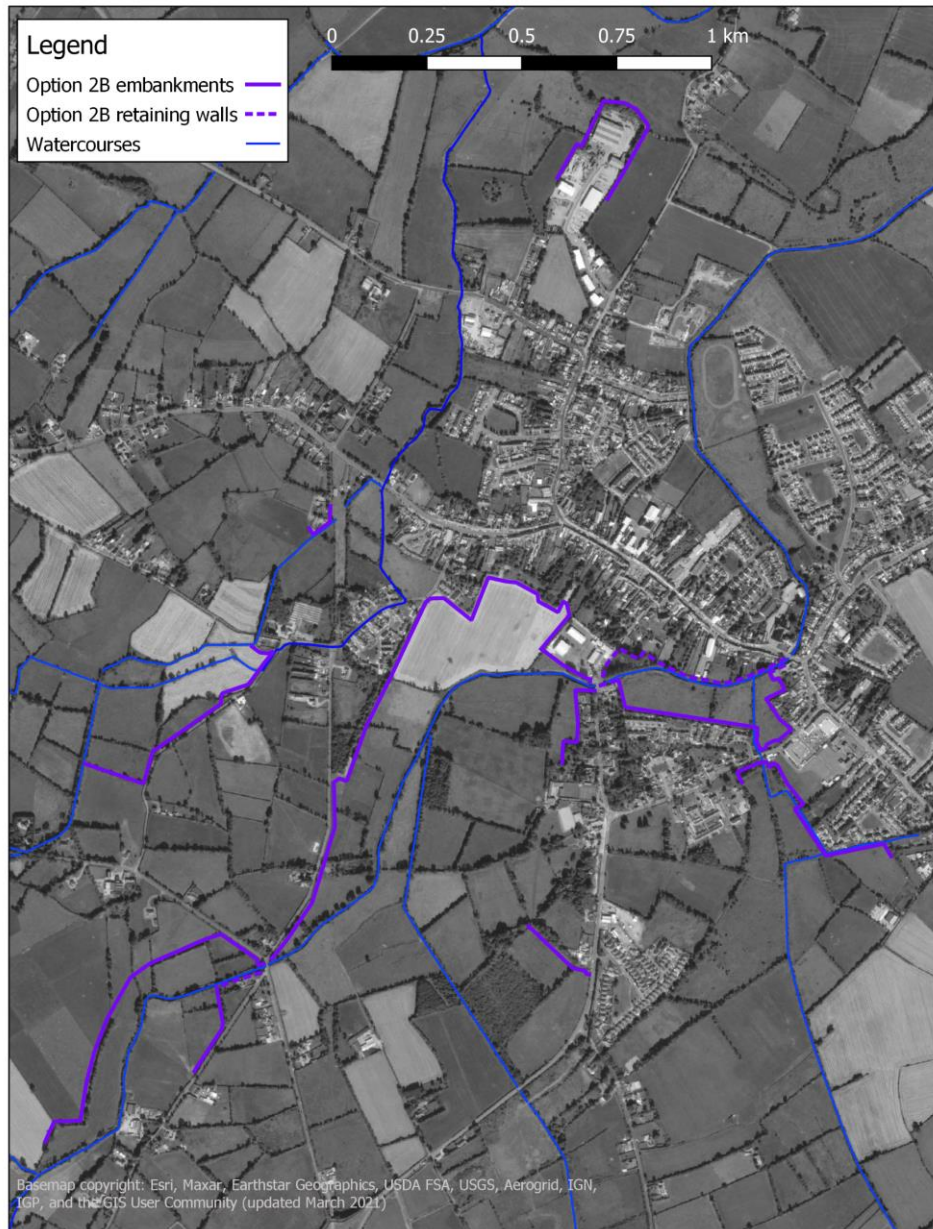 Legend
Option 2B embankments
Option 2B retaining walls
Watercourses
0 0.25 0.5 0.75 1 km
Basemap copyright: Esri, Maxar, Earthstar Geographics, USDA FSA, USGS, Aerogrid, IGN,
IGP, and the GIS User Community (updated March 2021)